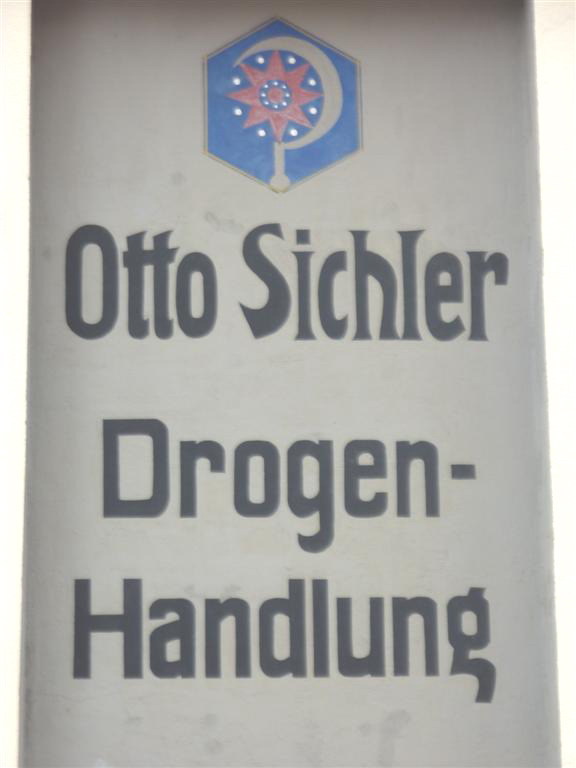 Otto Sichler
Drogen-
Handlung